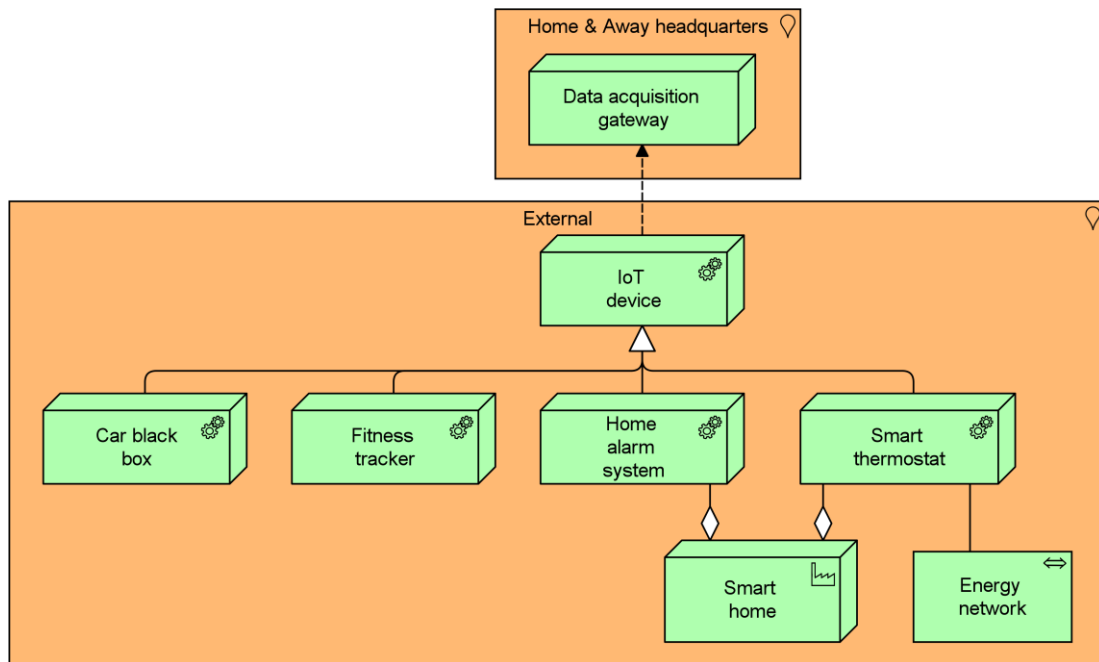 Home & Away headquarters
Data acquisition
gateway
External
IoT
device
Car black
box
Fitness
tracker
Home
alarm
system
Smart
thermostat
Smart
home
Energy
network